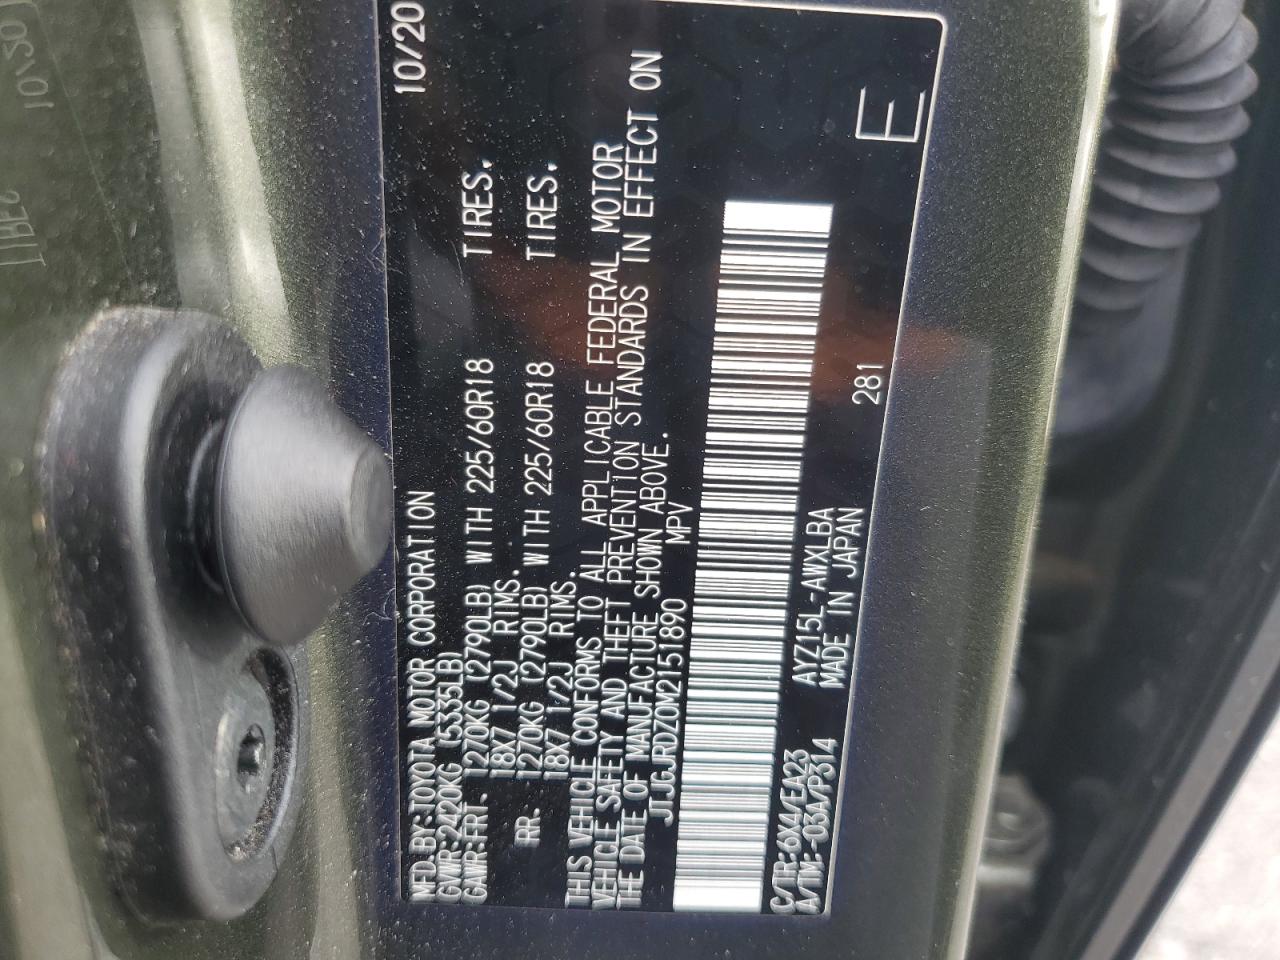 MFD.BY:TOYOTA MOTOR CORPORATION 10/20
GVWR:2420KG (5335LB)
GAWR:FRT. 1270KG (2790LB) WITH 225/60R18 TIRES.
18X7 1/2J RIMS.
RR. 1270KG (2790LB) WITH 225/60R18 TIRES.
18X7 1/2J RIMS.
THIS VEHICLE CONFORMS TO ALL APPLICABLE FEDERAL MOTOR
VEHICLE SAFETY AND THEFT PREVENTION STANDARDS IN EFFECT ON
THE DATE OF MANUFACTURE SHOWN ABOVE.
JTJGJRDZ0M2151890 MPV
C/TR:6X4/EA23 AYZ15L-AWXLBA
A/TM:-03A/P314 MADE IN JAPAN 281 E